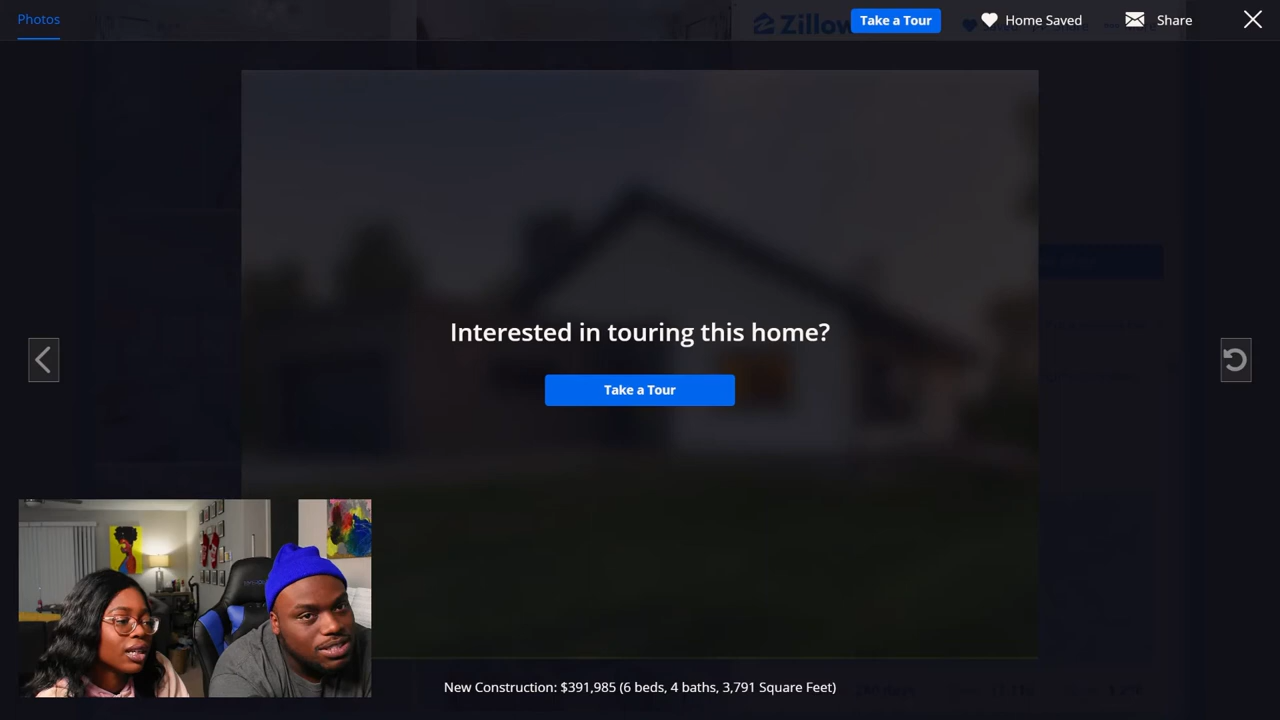 Photos
Zillow
Take a Tour
Home Saved
Share
Interested in touring this home?
Take a Tour
New Construction: $391,985 (6 beds, 4 baths, 3,791 Square Feet)